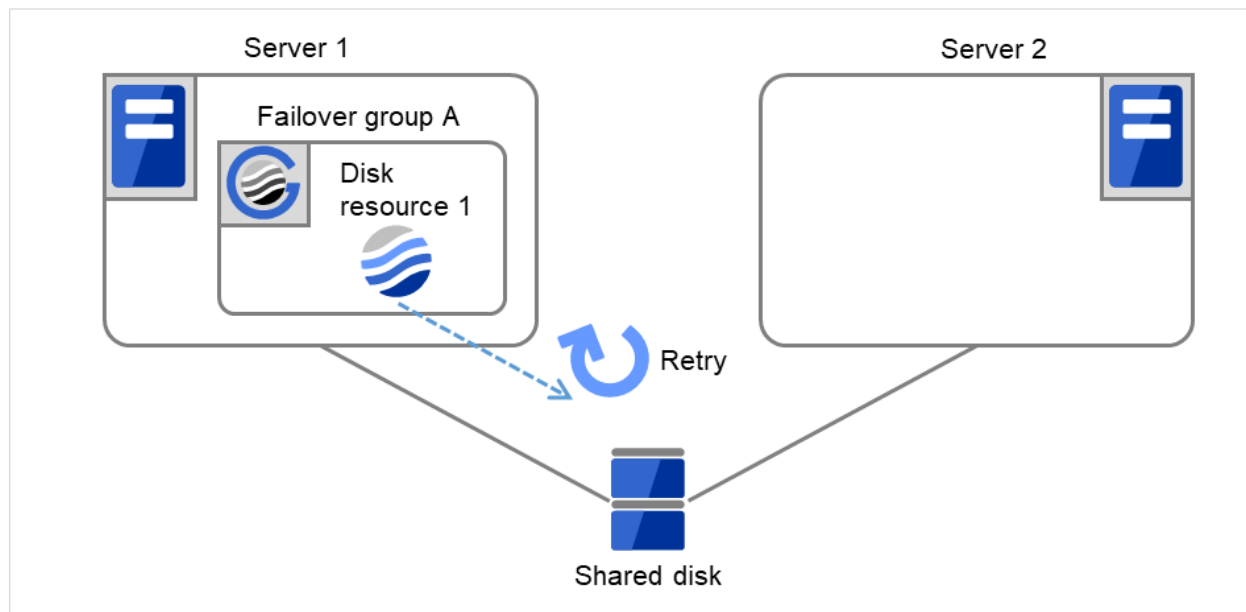 Server 1
Server 2
Failover group A
Disk
resource 1
Retry
Shared disk